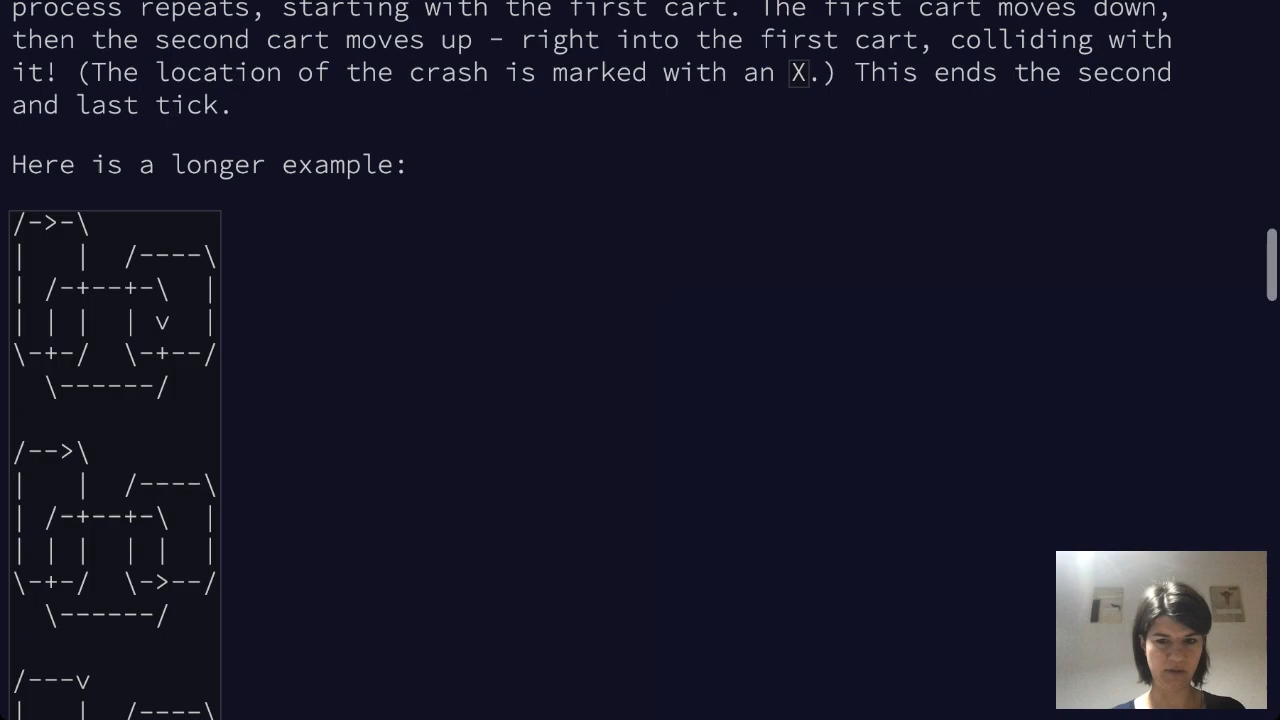 process repeats, starting with the first cart. The first cart moves down,
then the second cart moves up – right into the first cart, colliding with
it! (The location of the crash is marked with an X.) This ends the second
and last tick.
Here is a longer example:
/->-\
|   |  /----\
| /-+--+-\  |
| | |  | v  |
\-+-/  \-+--/
  \------/
/-->\
|   |  /----\
| /-+--+-\  |
| | |  | |  |
\-+-/  \->--/
  \------/
/---v
|   |  /----\